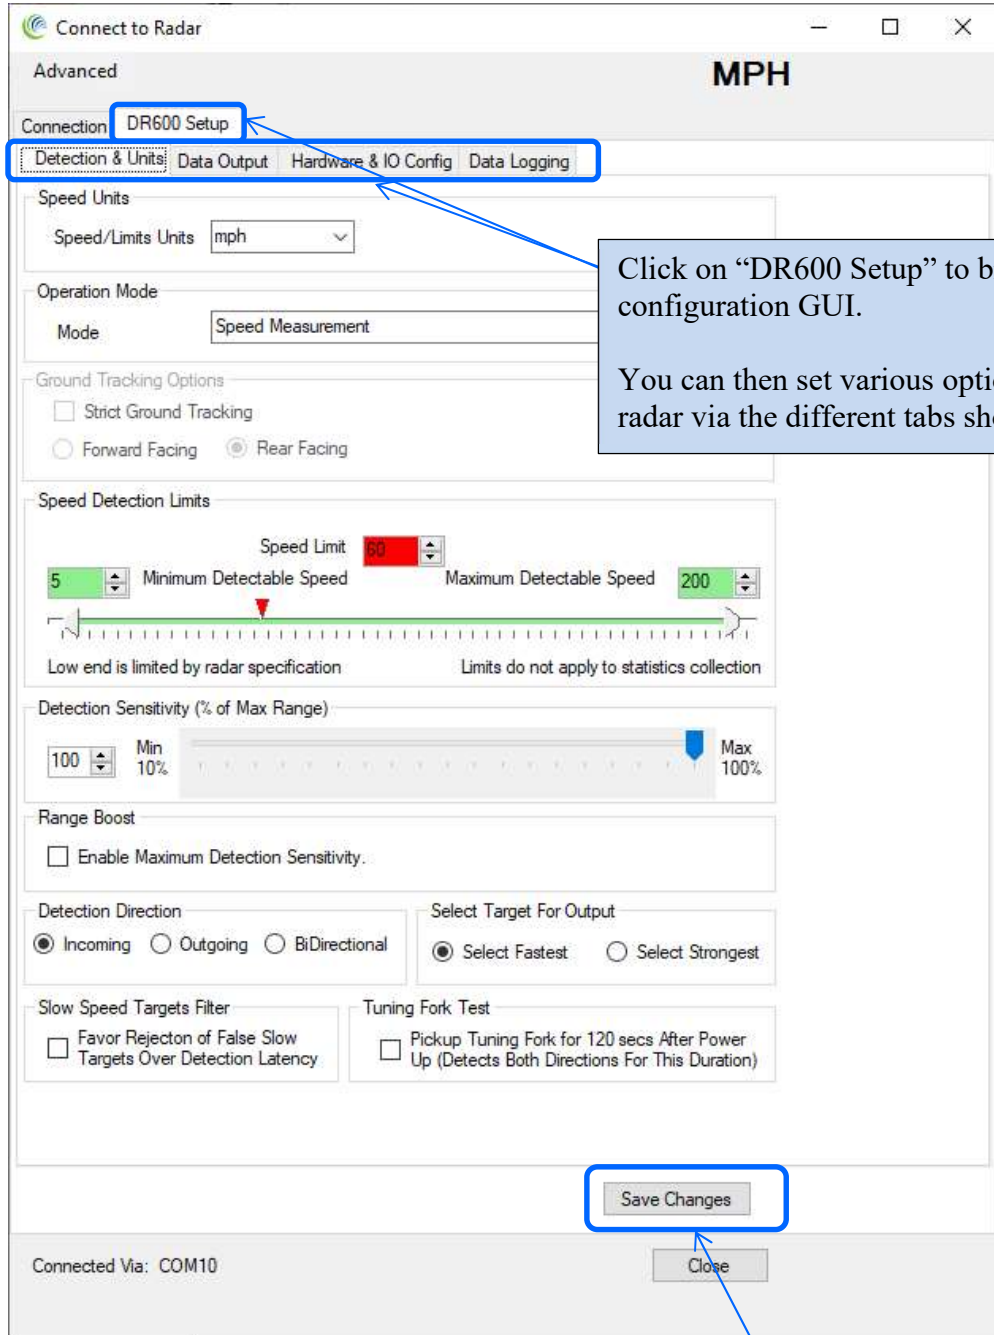 Connect to Radar
Advanced
MPH
Connection DR600 Setup
Detection & Units Data Output Hardware & IO Config Data Logging
Speed Units
Speed/Limits Units mph
Click on “DR600 Setup” to b
configuration GUI.
You can then set various opti
radar via the different tabs sh
Operation Mode
Mode Speed Measurement
Ground Tracking Options
Strict Ground Tracking
Forward Facing Rear Facing
Speed Detection Limits
Speed Limit 60
5 Minimum Detectable Speed Maximum Detectable Speed 200
Low end is limited by radar specification Limits do not apply to statistics collection
Detection Sensitivity (% of Max Range)
100 Min 10% Max 100%
Range Boost
Enable Maximum Detection Sensitivity.
Detection Direction
Incoming Outgoing BiDirectional
Select Target For Output
Select Fastest Select Strongest
Slow Speed Targets Filter
Favor Rejecton of False Slow
Targets Over Detection Latency
Tuning Fork Test
Pickup Tuning Fork for 120 secs After Power
Up (Detects Both Directions For This Duration)
Save Changes
Connected Via: COM10 Close